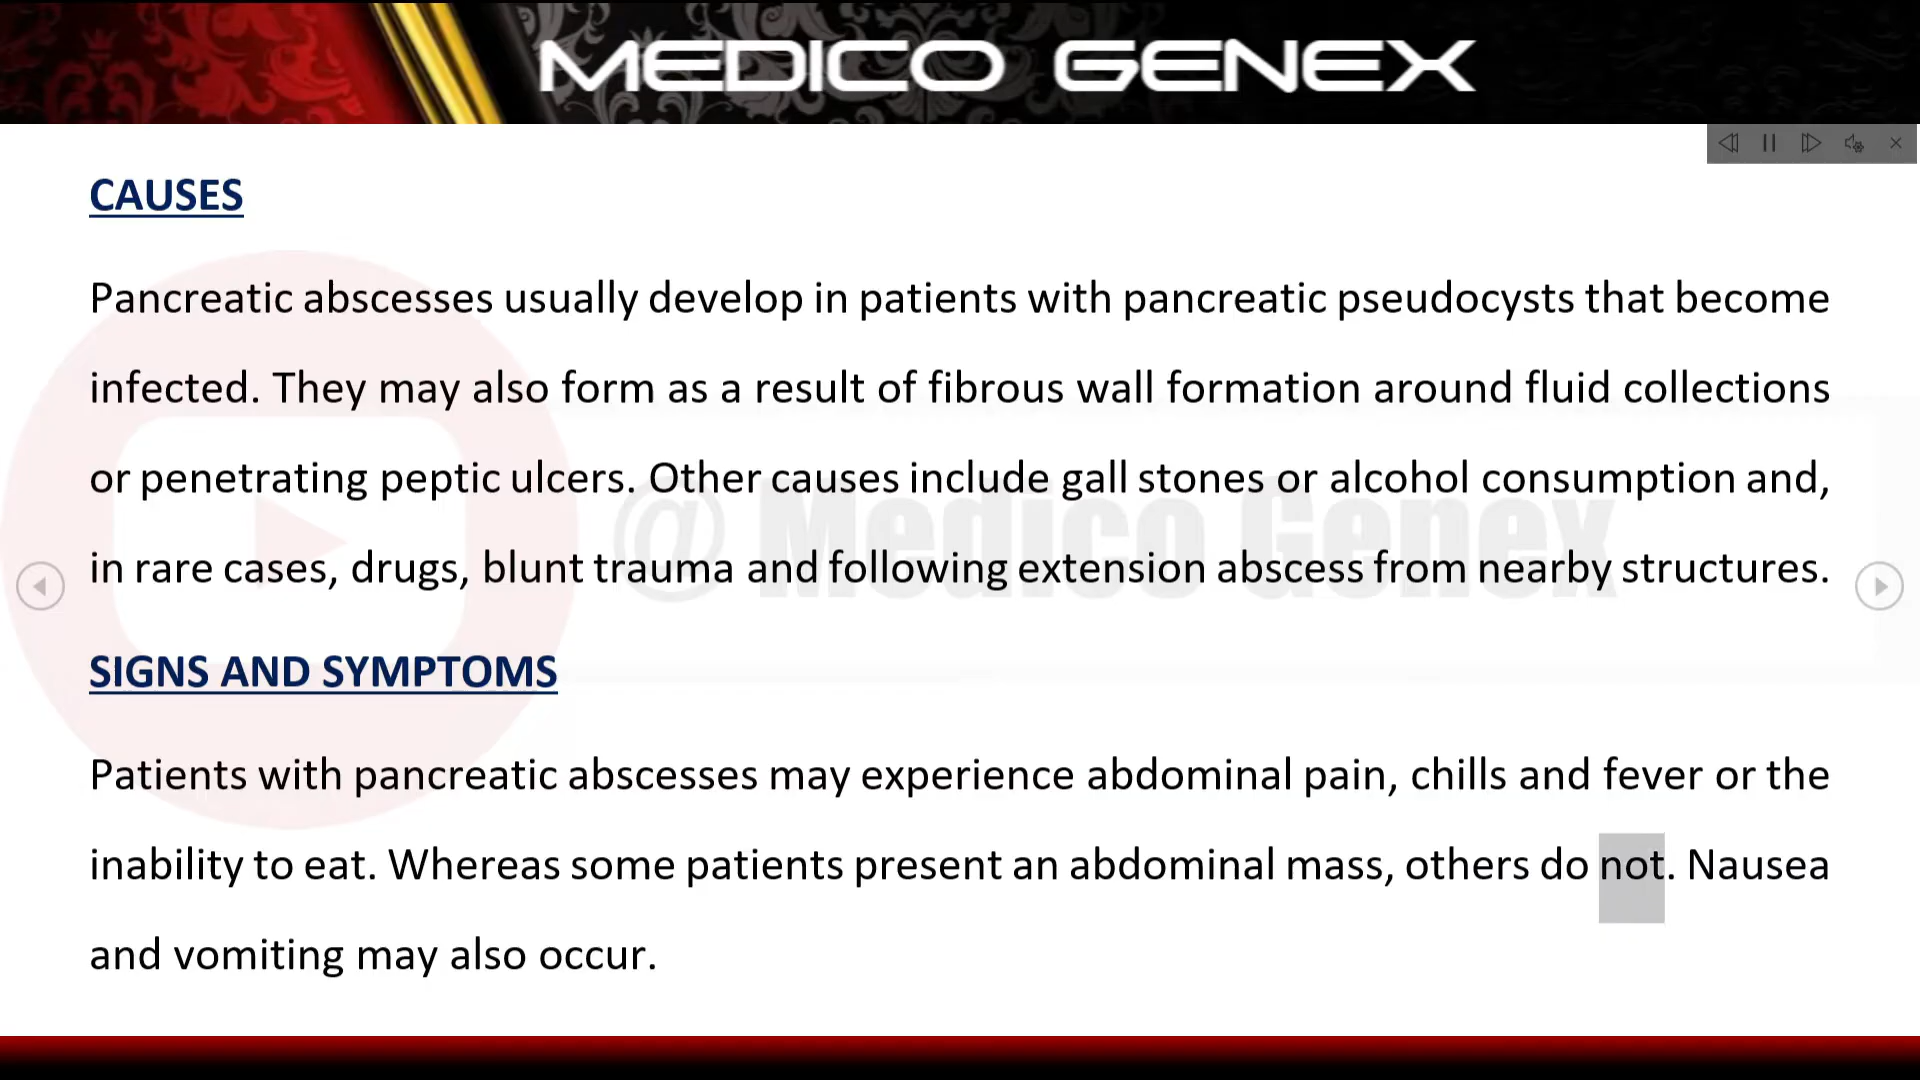 MEDICO GENEX
CAUSES
Pancreatic abscesses usually develop in patients with pancreatic pseudocysts that become
infected. They may also form as a result of fibrous wall formation around fluid collections
or penetrating peptic ulcers. Other causes include gall stones or alcohol consumption and,
in rare cases, drugs, blunt trauma and following extension abscess from nearby structures.
@ Medico Genex
SIGNS AND SYMPTOMS
Patients with pancreatic abscesses may experience abdominal pain, chills and fever or the
inability to eat. Whereas some patients present an abdominal mass, others do not. Nausea
and vomiting may also occur.